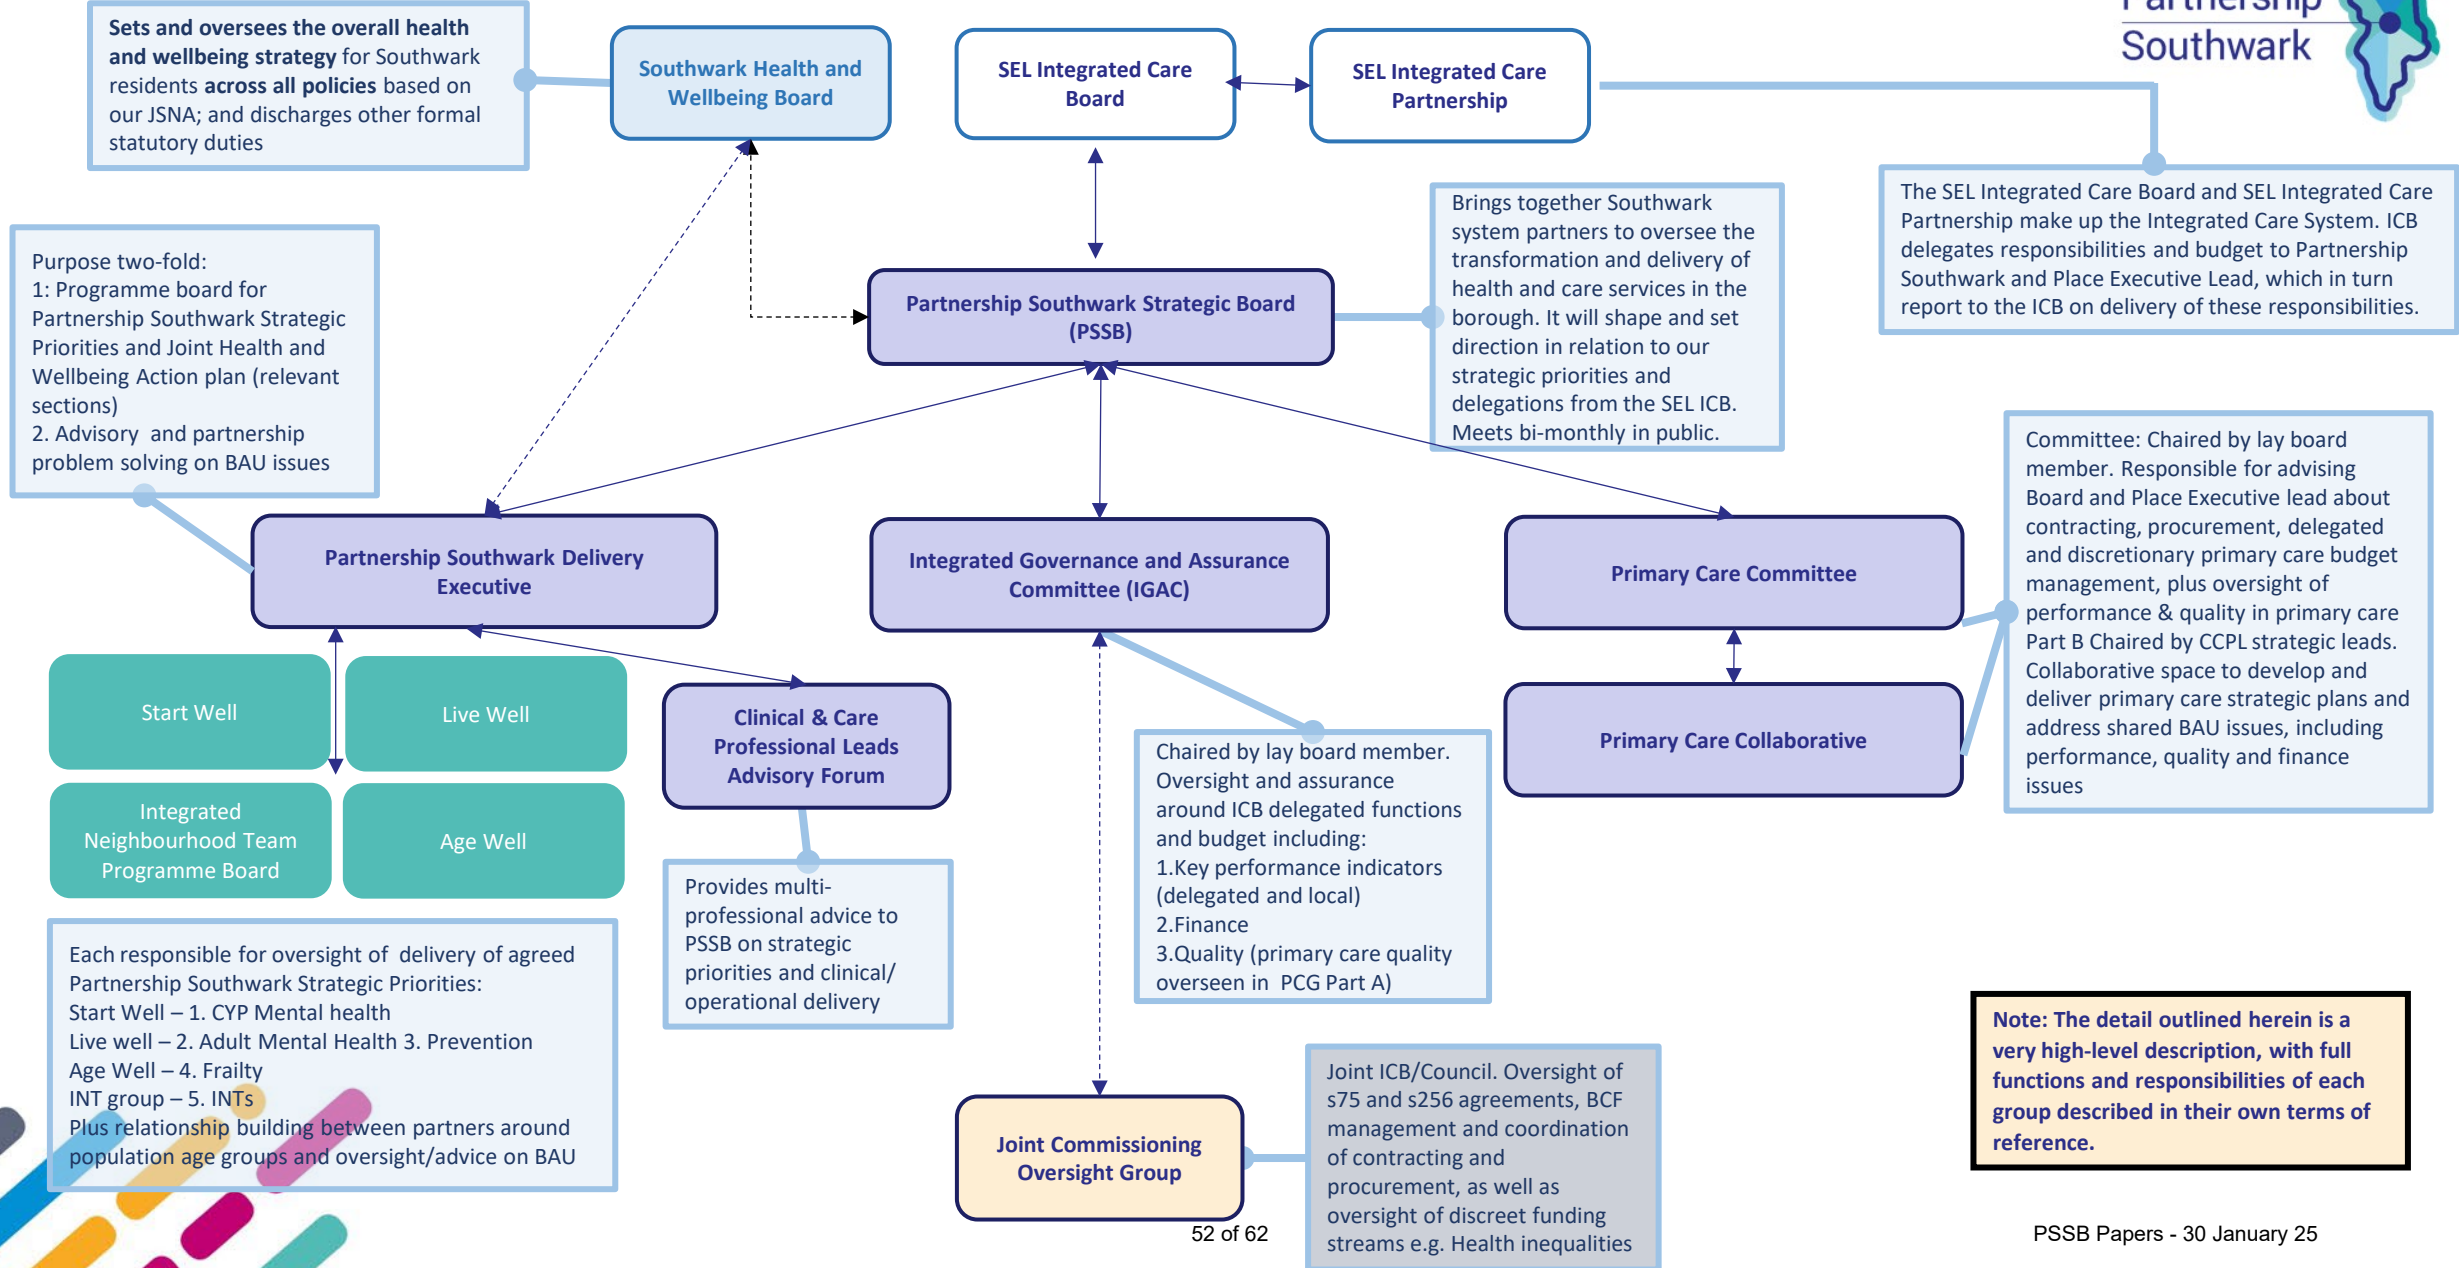 Sets and oversees the overall health
and wellbeing strategy for Southwark
residents across all policies based on
our JSNA; and discharges other formal
statutory duties
Southwark Health and
Wellbeing Board
SEL Integrated Care
Board
SEL Integrated Care
Partnership
Partnership
Southwark
The SEL Integrated Care Board and SEL Integrated Care
Partnership make up the Integrated Care System. ICB
delegates responsibilities and budget to Partnership
Southwark and Place Executive Lead, which in turn
report to the ICB on delivery of these responsibilities.
Brings together Southwark
system partners to oversee the
transformation and delivery of
health and care services in the
borough. It will shape and set
direction in relation to our
strategic priorities and
delegations from the SEL ICB.
Meets bi-monthly in public.
Purpose two-fold:
1: Programme board for
Partnership Southwark Strategic
Priorities and Joint Health and
Wellbeing Action plan (relevant
sections)
2. Advisory and partnership
problem solving on BAU issues
Partnership Southwark Strategic Board
(PSSB)
Committee: Chaired by lay board
member. Responsible for advising
Board and Place Executive lead about
contracting, procurement, delegated
and discretionary primary care budget
management, plus oversight of
performance & quality in primary care
Part B Chaired by CCPL strategic leads.
Collaborative space to develop and
deliver primary care strategic plans and
address shared BAU issues, including
performance, quality and finance
issues
Partnership Southwark Delivery
Executive
Integrated Governance and Assurance
Committee (IGAC)
Primary Care Committee
Start Well
Live Well
Integrated
Neighbourhood Team
Programme Board
Age Well
Clinical & Care
Professional Leads
Advisory Forum
Primary Care Collaborative
Chaired by lay board member.
Oversight and assurance
around ICB delegated functions
and budget including:
1.Key performance indicators
(delegated and local)
2.Finance
3.Quality (primary care quality
overseen in PCG Part A)
Provides multi-
professional advice to
PSSB on strategic
priorities and clinical/
operational delivery
Each responsible for oversight of delivery of agreed
Partnership Southwark Strategic Priorities:
Start Well – 1. CYP Mental health
Live well – 2. Adult Mental Health 3. Prevention
Age Well – 4. Frailty
INT group – 5. INTs
Plus relationship building between partners around
population age groups and oversight/advice on BAU
Joint Commissioning
Oversight Group
Joint ICB/Council. Oversight of
s75 and s256 agreements, BCF
management and coordination
of contracting and
procurement, as well as
oversight of discreet funding
streams e.g. Health inequalities
Note: The detail outlined herein is a
very high-level description, with full
functions and responsibilities of each
group described in their own terms of
reference.
52 of 62
PSSB Papers - 30 January 25